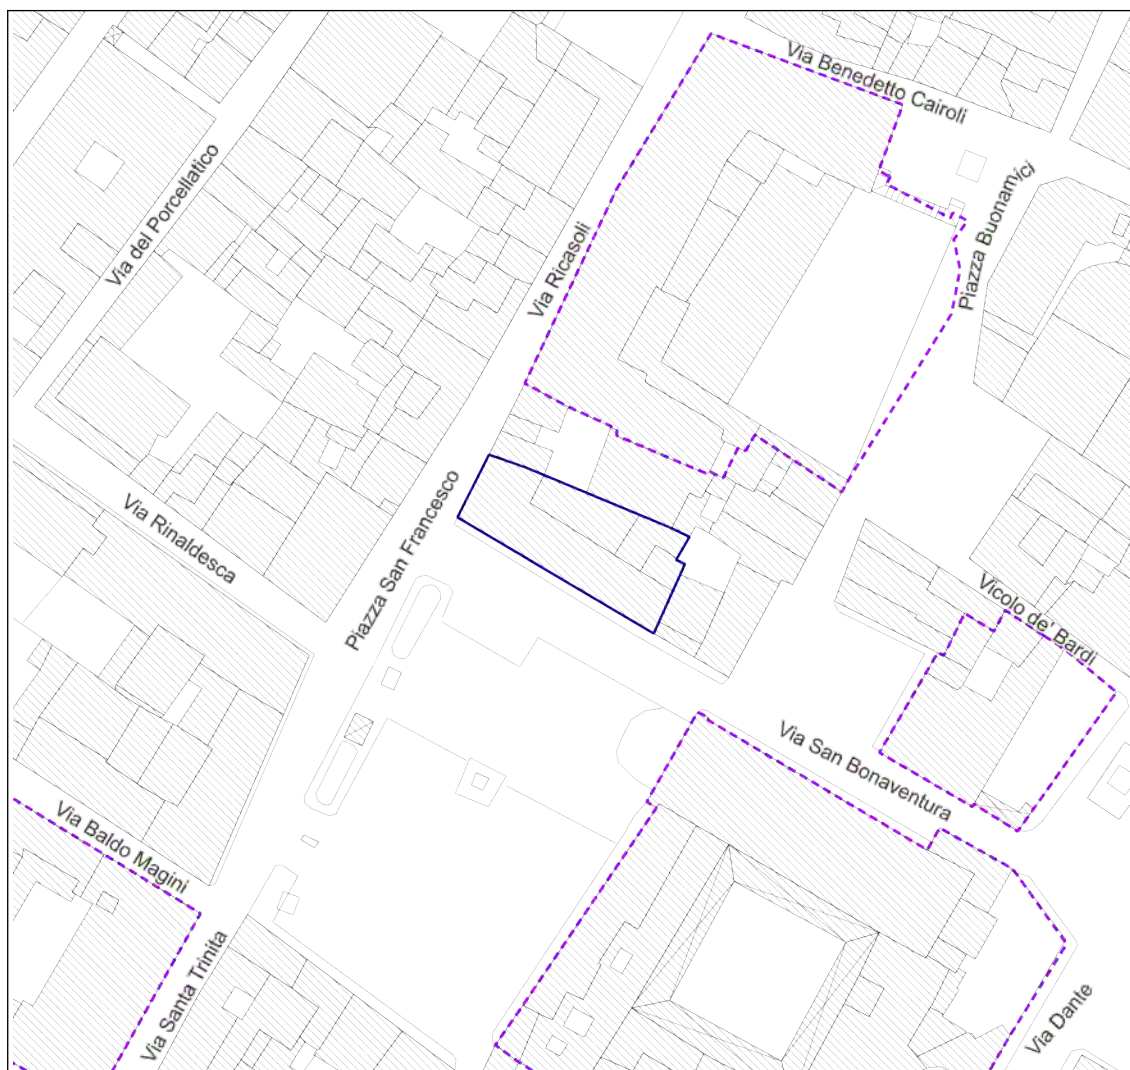 Via Benedetto Cairoli
Via del Porcellatico
Piazza Buonamici
Via Ricasoli
Via Rinaldesca
Piazza San Francesco
Vicolo de' Bardi
Via San Bonaventura
Via Baldo Magini
Via Santa Trinita
Via Dante